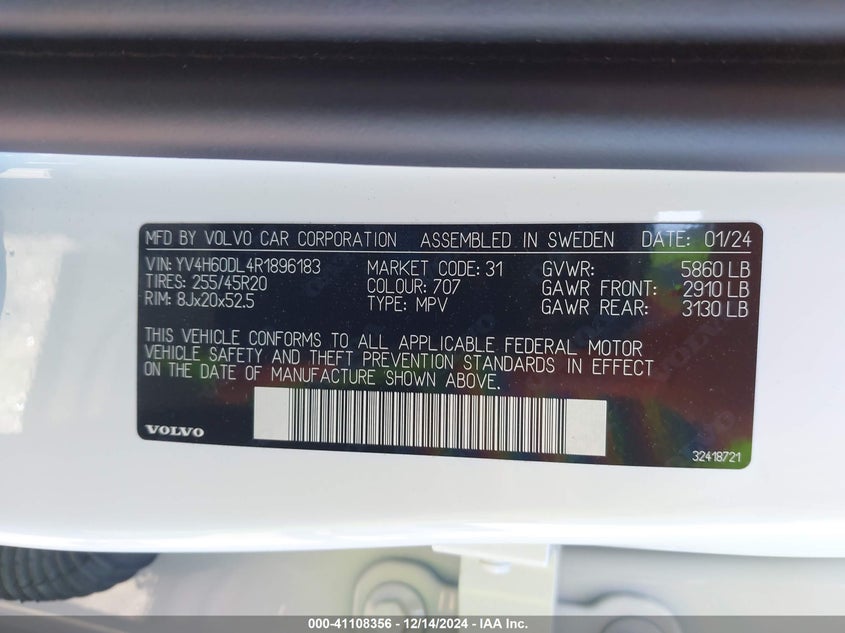 MFD BY VOLVO CAR CORPORATION ASSEMBLED IN SWEDEN DATE: 01/24
VIN: YV4H60DL4R1896183 MARKET CODE: 31 GVWR: 5860 LB
TIRES: 255/45R20 COLOUR: 707 GAWR FRONT: 2910 LB
RIM: 8Jx20x52.5 TYPE: MPV GAWR REAR: 3130 LB
THIS VEHICLE CONFORMS TO ALL APPLICABLE FEDERAL MOTOR
VEHICLE SAFETY AND THEFT PREVENTION STANDARDS IN EFFECT
ON THE DATE OF MANUFACTURE SHOWN ABOVE.
VOLVO
32418721
000-41108356 - 12/14/2024 - IAA Inc.